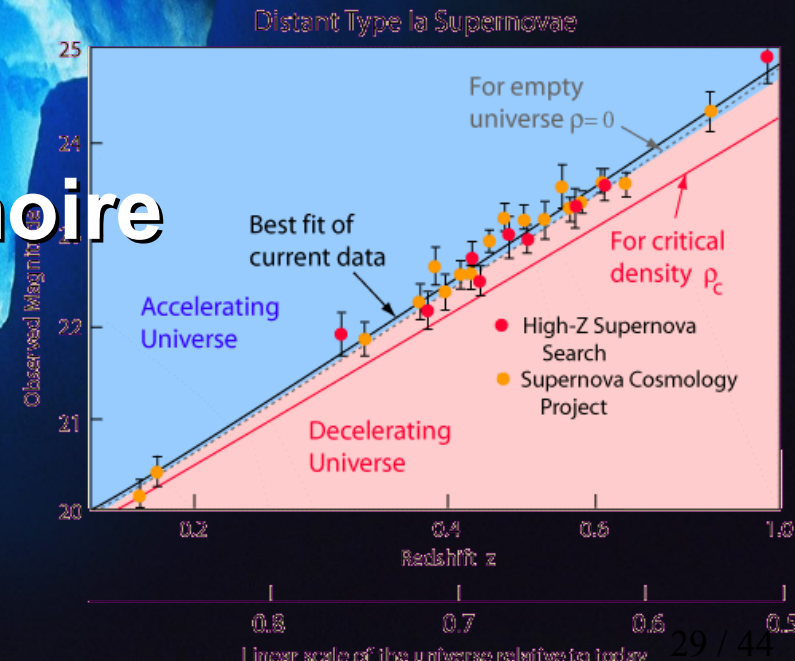 Distant Type Ia Supernovae
25
24
22
21
20
Observed Magnitude
oire
For empty
universe ρ= 0
Best fit of
current data
For critical
density ρc
Accelerating
Universe
High-Z Supernova
Search
Supernova Cosmology
Project
Decelerating
Universe
0.2 0.4 0.6 1.0
Redshift z
0.8 0.7 0.6 0.5
Linear scale of the universe relative to today
29 / 44